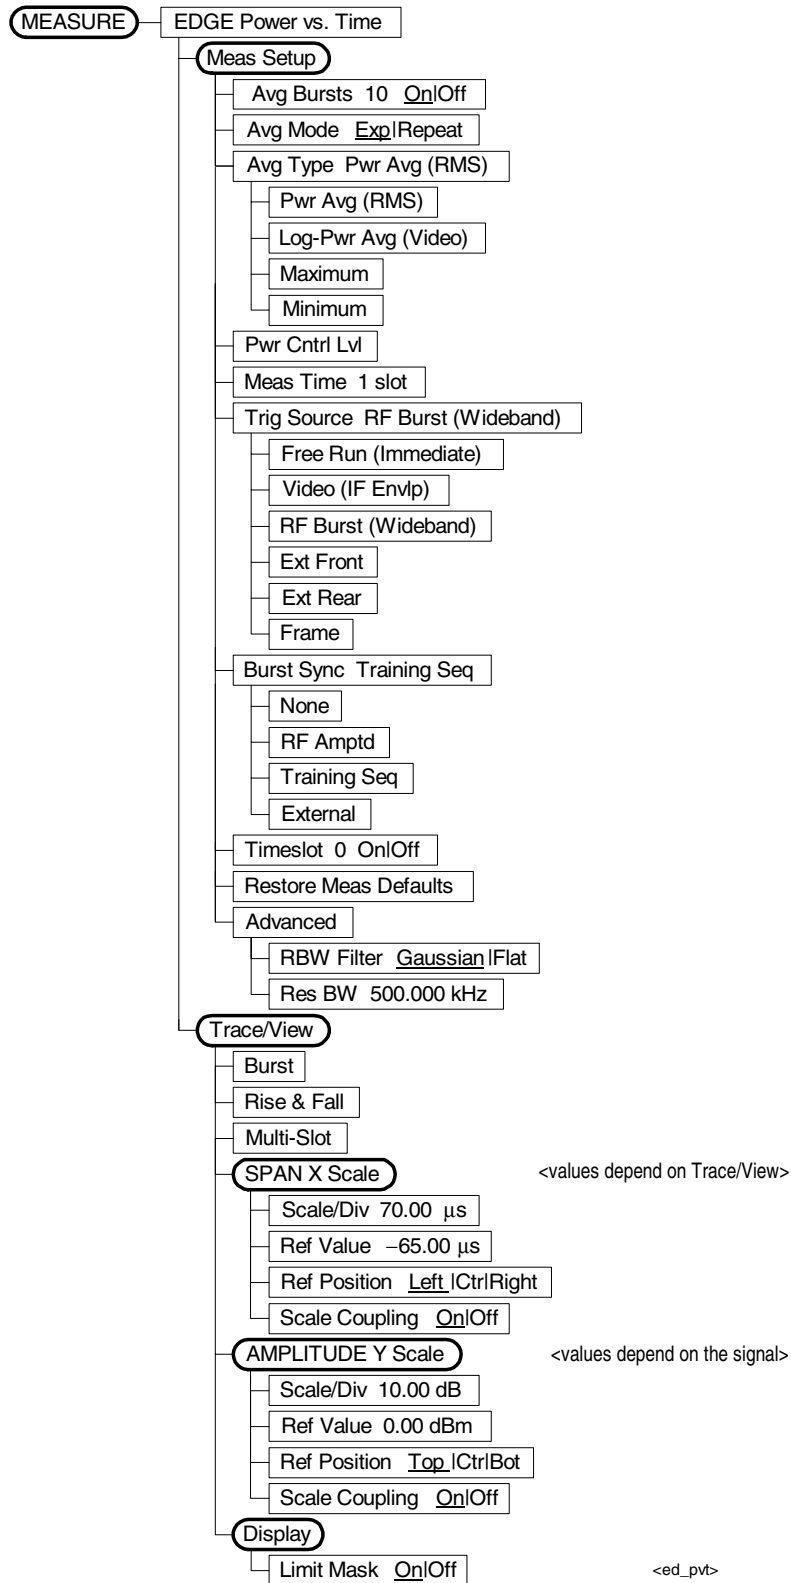 MEASURE EDGE Power vs. Time
Meas Setup
Avg Bursts 10 On|Off
Avg Mode Exp|Repeat
Avg Type Pwr Avg (RMS)
Pwr Avg (RMS)
Log-Pwr Avg (Video)
Maximum
Minimum
Pwr Cntrl Lvl
Meas Time 1 slot
Trig Source RF Burst (Wideband)
Free Run (Immediate)
Video (IF Envlp)
RF Burst (Wideband)
Ext Front
Ext Rear
Frame
Burst Sync Training Seq
None
RF Amptd
Training Seq
External
Timeslot 0 On|Off
Restore Meas Defaults
Advanced
RBW Filter Gaussian |Flat
Res BW 500.000 kHz
Trace/View
Burst
Rise & Fall
Multi-Slot
SPAN X Scale <values depend on Trace/View>
Scale/Div 70.00 μs
Ref Value −65.00 μs
Ref Position Left |Ctr|Right
Scale Coupling On|Off
AMPLITUDE Y Scale <values depend on the signal>
Scale/Div 10.00 dB
Ref Value 0.00 dBm
Ref Position Top |Ctr|Bot
Scale Coupling On|Off
Display
Limit Mask On|Off <ed_pvt>